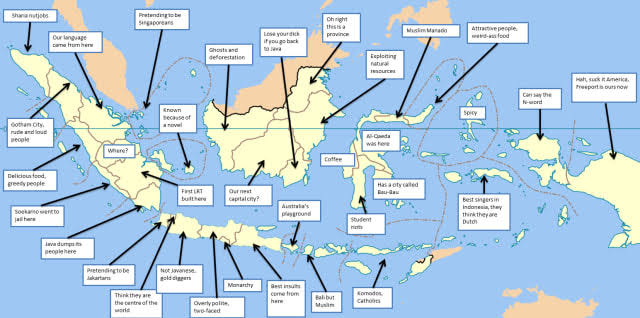 Sharia nutjobs
Our language
came from here
Pretending to be
Singaporeans
Ghosts and
deforestation
Lose your dick
if you go back
to Java
Oh right
this is a
province
Exploiting
natural
resources
Muslim Manado
Attractive people,
weird-ass food
Hah, suck it America,
Freeport is ours now
Can say the
N-word
Spicy
Known
because of
a novel
Gotham City,
rude and loud
people
Where?
Al-Qaeda
was here
Coffee
Delicious food,
greedy people
First LRT
built here
Our next
capital city?
Has a city called
Bau-Bau
Best singers in
Indonesia, they
think they are
Dutch
Soekarno went to
jail here
Australia's
playground
Student
riots
Java dumps its
people here
Pretending to be
Jakartans
Not Javanese,
gold diggers
Monarchy
Best insults
come from
here
Bali but
Muslim
Komodos,
Catholics
Think they are
the centre of the
world
Overly polite,
two-faced